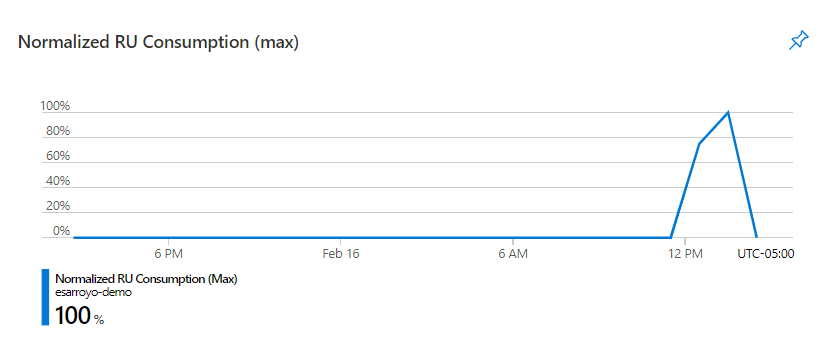 Normalized RU Consumption (max)
100%
80%
60%
40%
20%
0%
6 PM Feb 16 6 AM 12 PM UTC-05:00
Normalized RU Consumption (Max)
esarroyo-demo
100 %